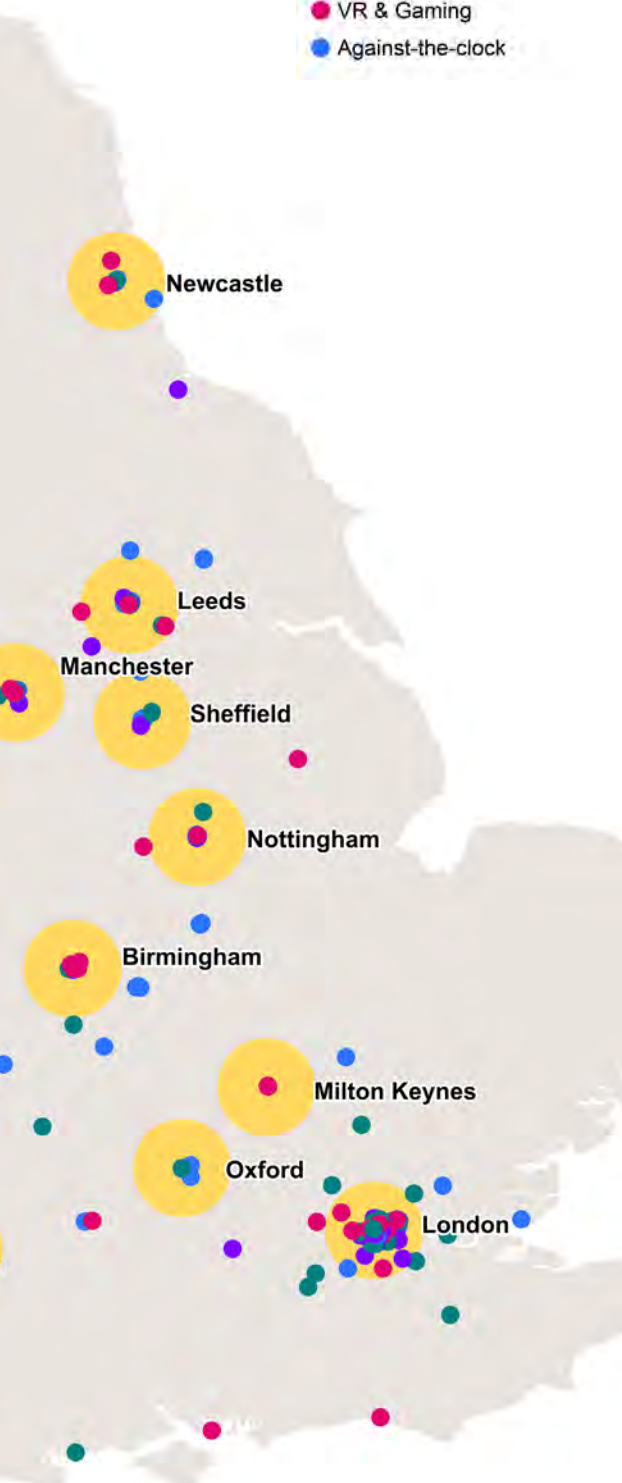 VR & Gaming
Against-the-clock
Newcastle
Leeds
Manchester
Sheffield
Nottingham
Birmingham
Milton Keynes
Oxford
London